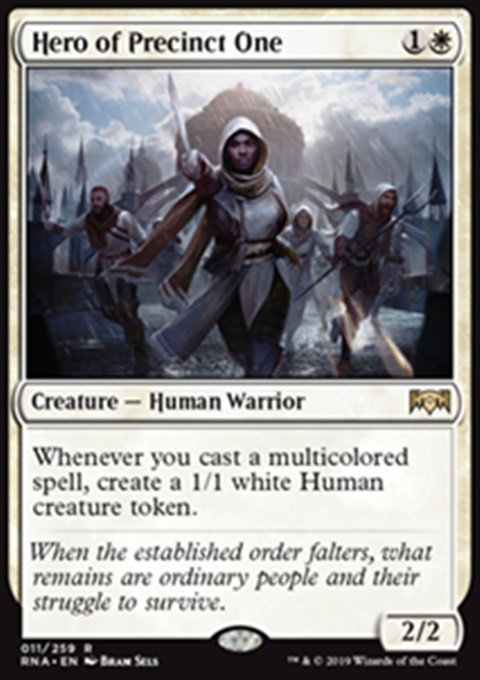 Hero of Precinct One 1
Creature — Human Warrior
Whenever you cast a multicolored
spell, create a 1/1 white Human
creature token.
When the established order falters, what
remains are ordinary people and their
struggle to survive.
2/2
011/259 R
RNA • EN Bram Sels
™ & © 2019 Wizards of the Coast